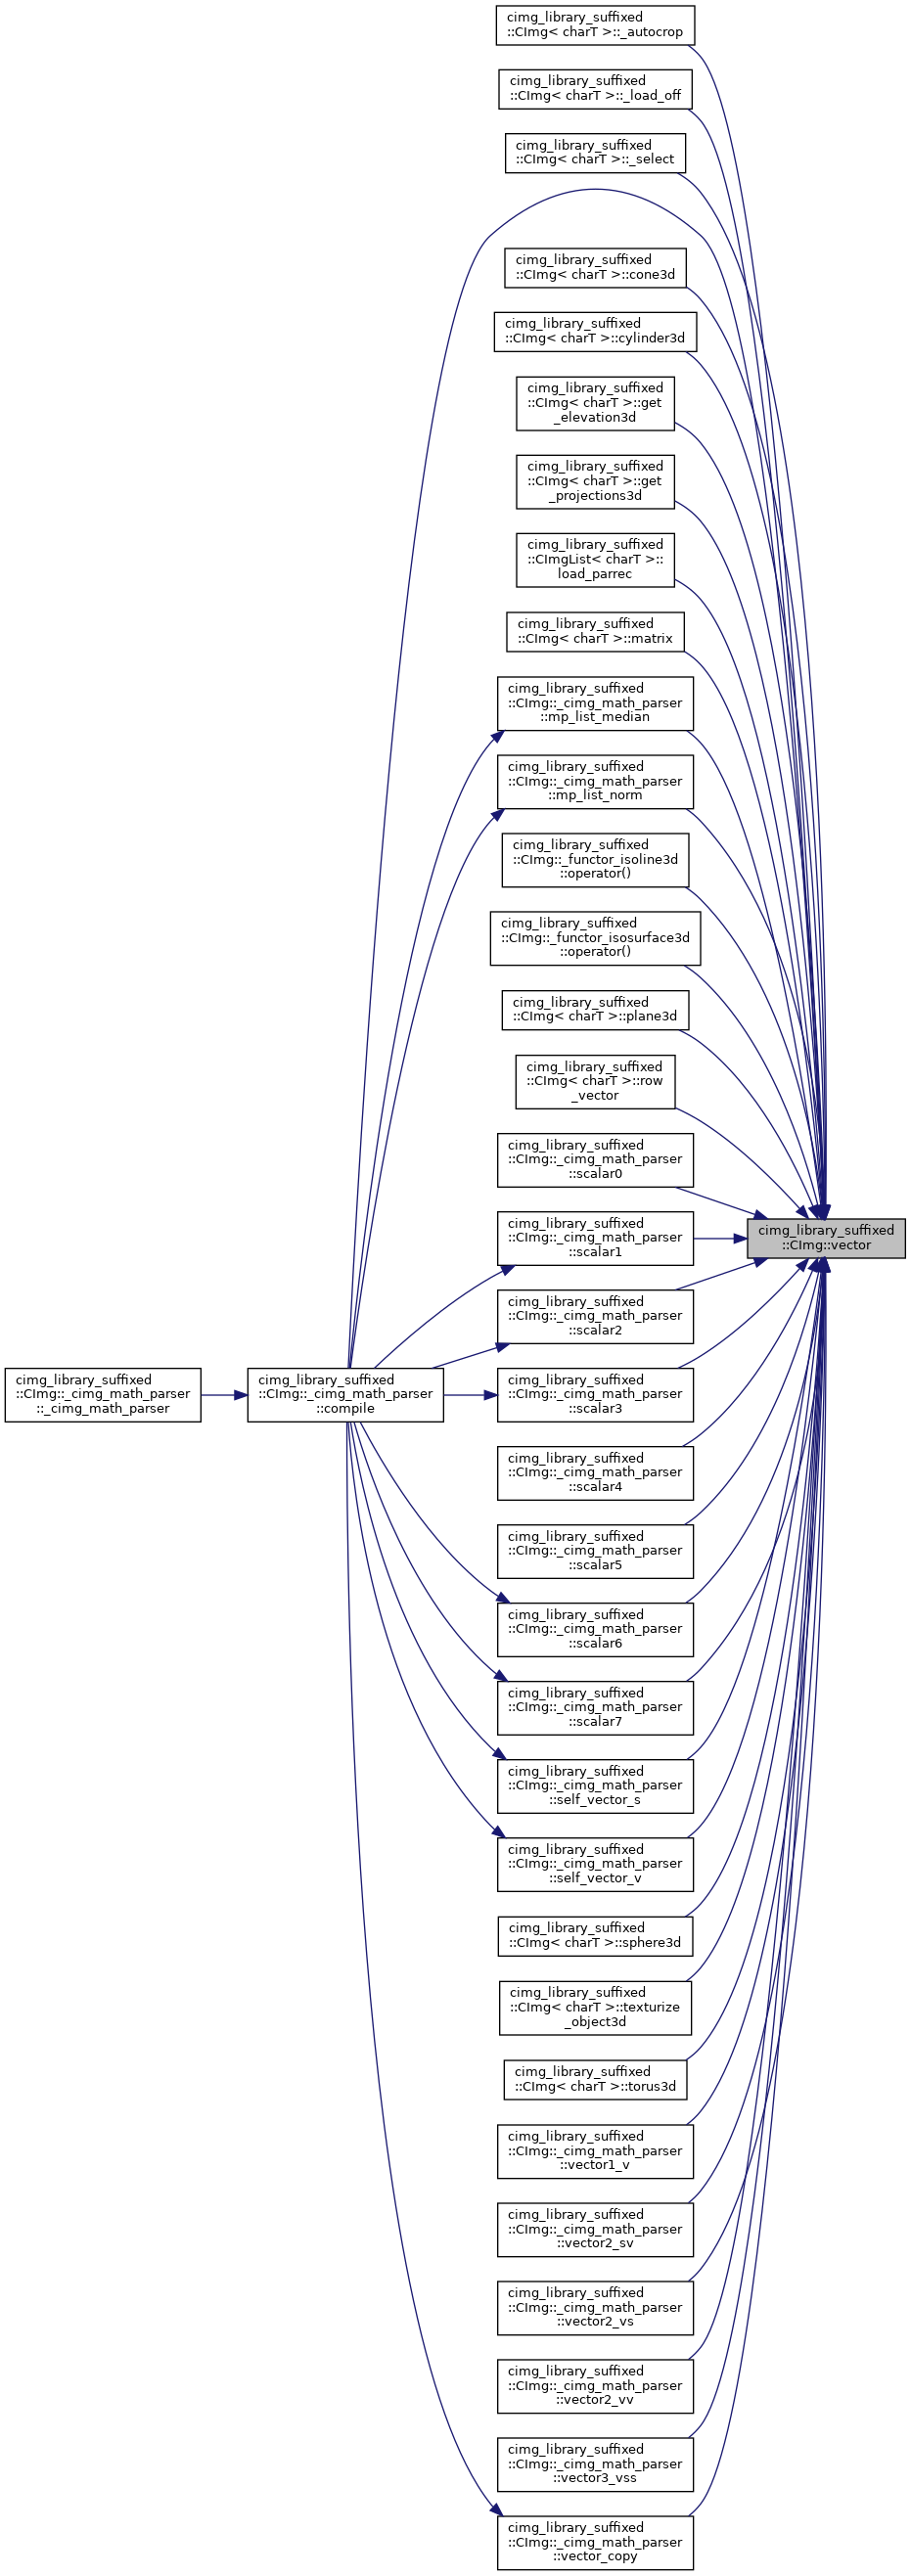 cimg_library_suffixed
::CImg< charT >::_autocrop
cimg_library_suffixed
::CImg< charT >::_load_off
cimg_library_suffixed
::CImg< charT >::_select
cimg_library_suffixed
::CImg< charT >::cone3d
cimg_library_suffixed
::CImg< charT >::cylinder3d
cimg_library_suffixed
::CImg< charT >::get
_elevation3d
cimg_library_suffixed
::CImg< charT >::get
_projections3d
cimg_library_suffixed
::CImgList< charT >::
load_parrec
cimg_library_suffixed
::CImg< charT >::matrix
cimg_library_suffixed
::CImg::_cimg_math_parser
::mp_list_median
cimg_library_suffixed
::CImg::_cimg_math_parser
::mp_list_norm
cimg_library_suffixed
::CImg::_functor_isoline3d
::operator()
cimg_library_suffixed
::CImg::_functor_isosurface3d
::operator()
cimg_library_suffixed
::CImg< charT >::plane3d
cimg_library_suffixed
::CImg< charT >::row
_vector
cimg_library_suffixed
::CImg::_cimg_math_parser
::scalar0
cimg_library_suffixed
::CImg::_cimg_math_parser
::scalar1
cimg_library_suffixed
::CImg::vector
cimg_library_suffixed
::CImg::_cimg_math_parser
::scalar2
cimg_library_suffixed
::CImg::_cimg_math_parser
::_cimg_math_parser
cimg_library_suffixed
::CImg::_cimg_math_parser
::compile
cimg_library_suffixed
::CImg::_cimg_math_parser
::scalar3
cimg_library_suffixed
::CImg::_cimg_math_parser
::scalar4
cimg_library_suffixed
::CImg::_cimg_math_parser
::scalar5
cimg_library_suffixed
::CImg::_cimg_math_parser
::scalar6
cimg_library_suffixed
::CImg::_cimg_math_parser
::scalar7
cimg_library_suffixed
::CImg::_cimg_math_parser
::self_vector_s
cimg_library_suffixed
::CImg::_cimg_math_parser
::self_vector_v
cimg_library_suffixed
::CImg< charT >::sphere3d
cimg_library_suffixed
::CImg< charT >::texturize
_object3d
cimg_library_suffixed
::CImg< charT >::torus3d
cimg_library_suffixed
::CImg::_cimg_math_parser
::vector1_v
cimg_library_suffixed
::CImg::_cimg_math_parser
::vector2_sv
cimg_library_suffixed
::CImg::_cimg_math_parser
::vector2_vs
cimg_library_suffixed
::CImg::_cimg_math_parser
::vector2_vv
cimg_library_suffixed
::CImg::_cimg_math_parser
::vector3_vss
cimg_library_suffixed
::CImg::_cimg_math_parser
::vector_copy